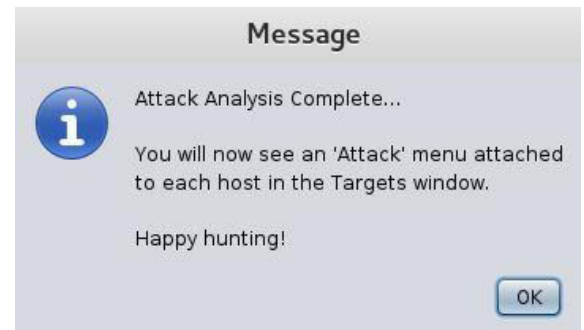 Message
Attack Analysis Complete...
You will now see an 'Attack' menu attached
to each host in the Targets window.
Happy hunting!
OK